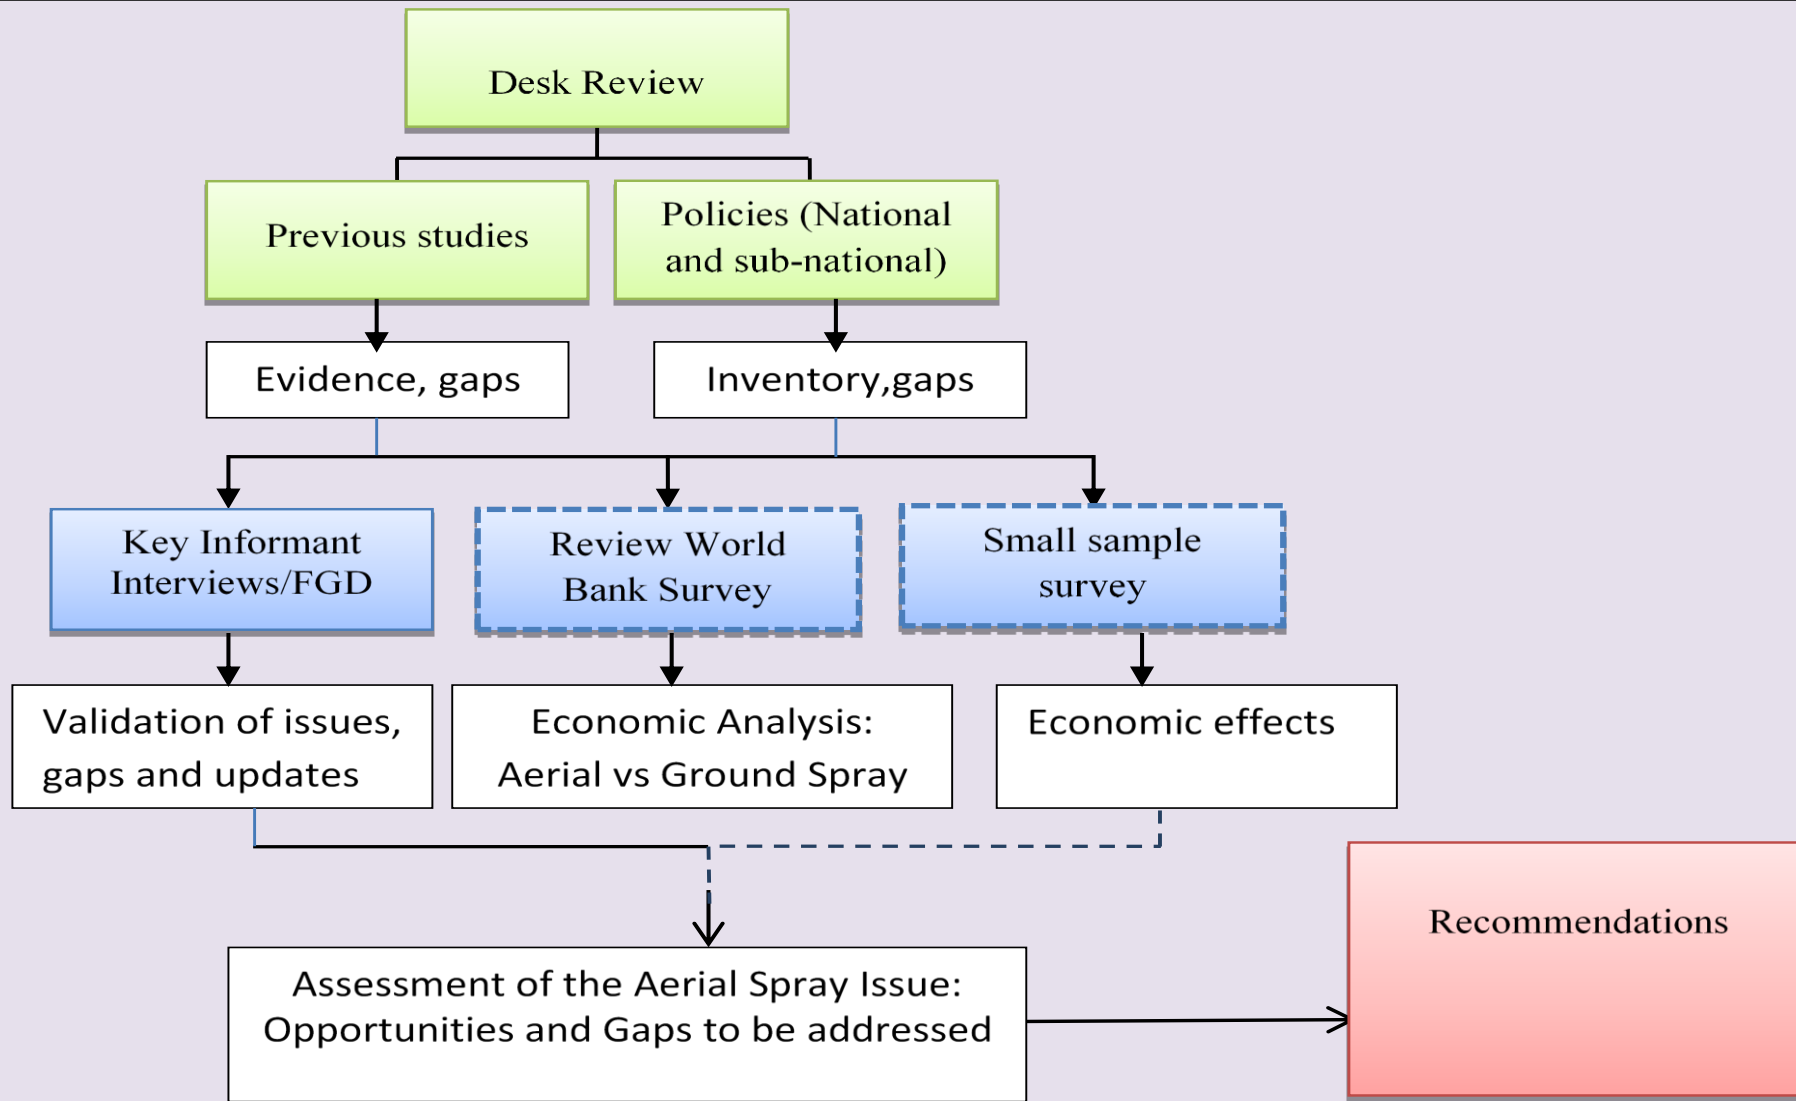 Desk Review
Previous studies
Policies (National
and sub-national)
Evidence, gaps
Inventory,gaps
Key Informant
Interviews/FGD
Review World
Bank Survey
Small sample
survey
Validation of issues,
gaps and updates
Economic Analysis:
Aerial vs Ground Spray
Economic effects
Assessment of the Aerial Spray Issue:
Opportunities and Gaps to be addressed
Recommendations